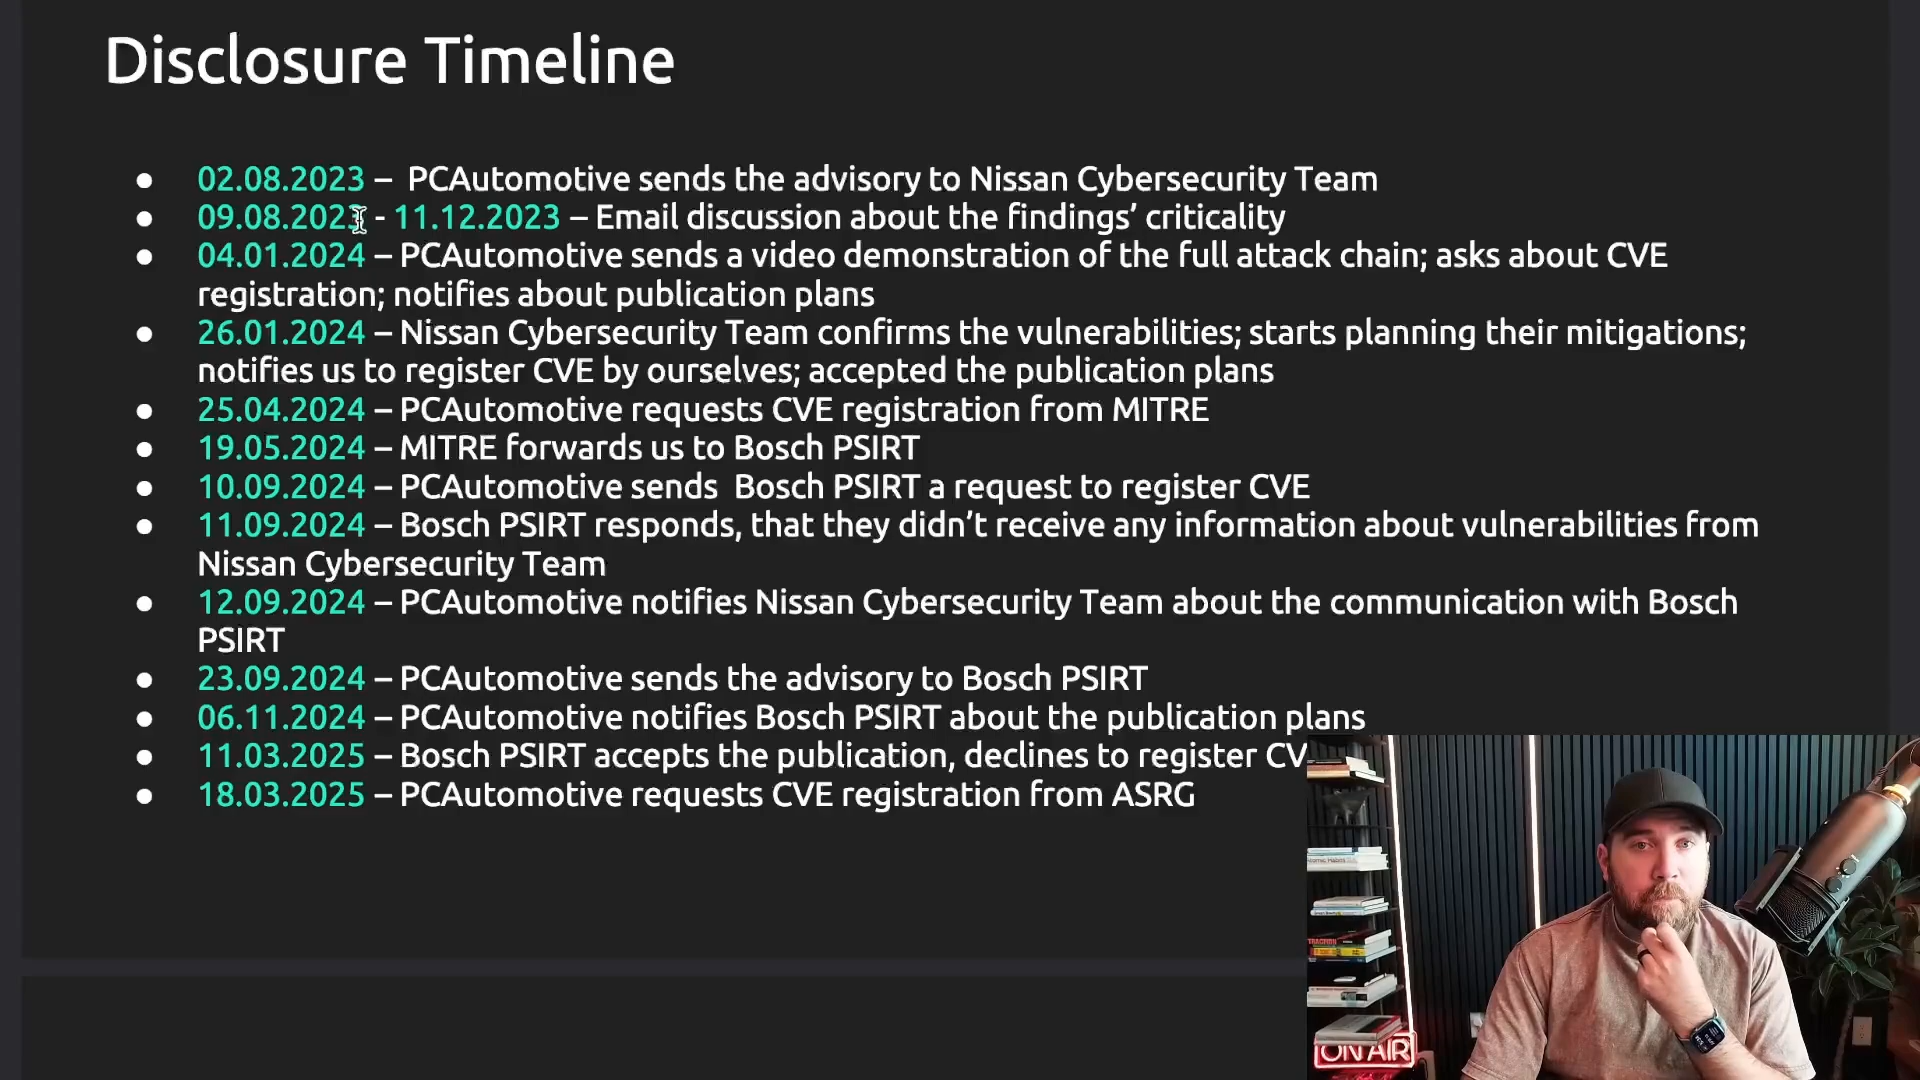 Disclosure Timeline
● 02.08.2023 – PCAutomotive sends the advisory to Nissan Cybersecurity Team
● 09.08.2023 - 11.12.2023 – Email discussion about the findings’ criticality
● 04.01.2024 – PCAutomotive sends a video demonstration of the full attack chain; asks about CVE
registration; notifies about publication plans
● 26.01.2024 – Nissan Cybersecurity Team confirms the vulnerabilities; starts planning their mitigations;
notifies us to register CVE by ourselves; accepted the publication plans
● 25.04.2024 – PCAutomotive requests CVE registration from MITRE
● 19.05.2024 – MITRE forwards us to Bosch PSIRT
● 10.09.2024 – PCAutomotive sends Bosch PSIRT a request to register CVE
● 11.09.2024 – Bosch PSIRT responds, that they didn’t receive any information about vulnerabilities from
Nissan Cybersecurity Team
● 12.09.2024 – PCAutomotive notifies Nissan Cybersecurity Team about the communication with Bosch
PSIRT
● 23.09.2024 – PCAutomotive sends the advisory to Bosch PSIRT
● 06.11.2024 – PCAutomotive notifies Bosch PSIRT about the publication plans
● 11.03.2025 – Bosch PSIRT accepts the publication, declines to register CV
● 18.03.2025 – PCAutomotive requests CVE registration from ASRG
Atomic Habits
TRACTION
ON AIR